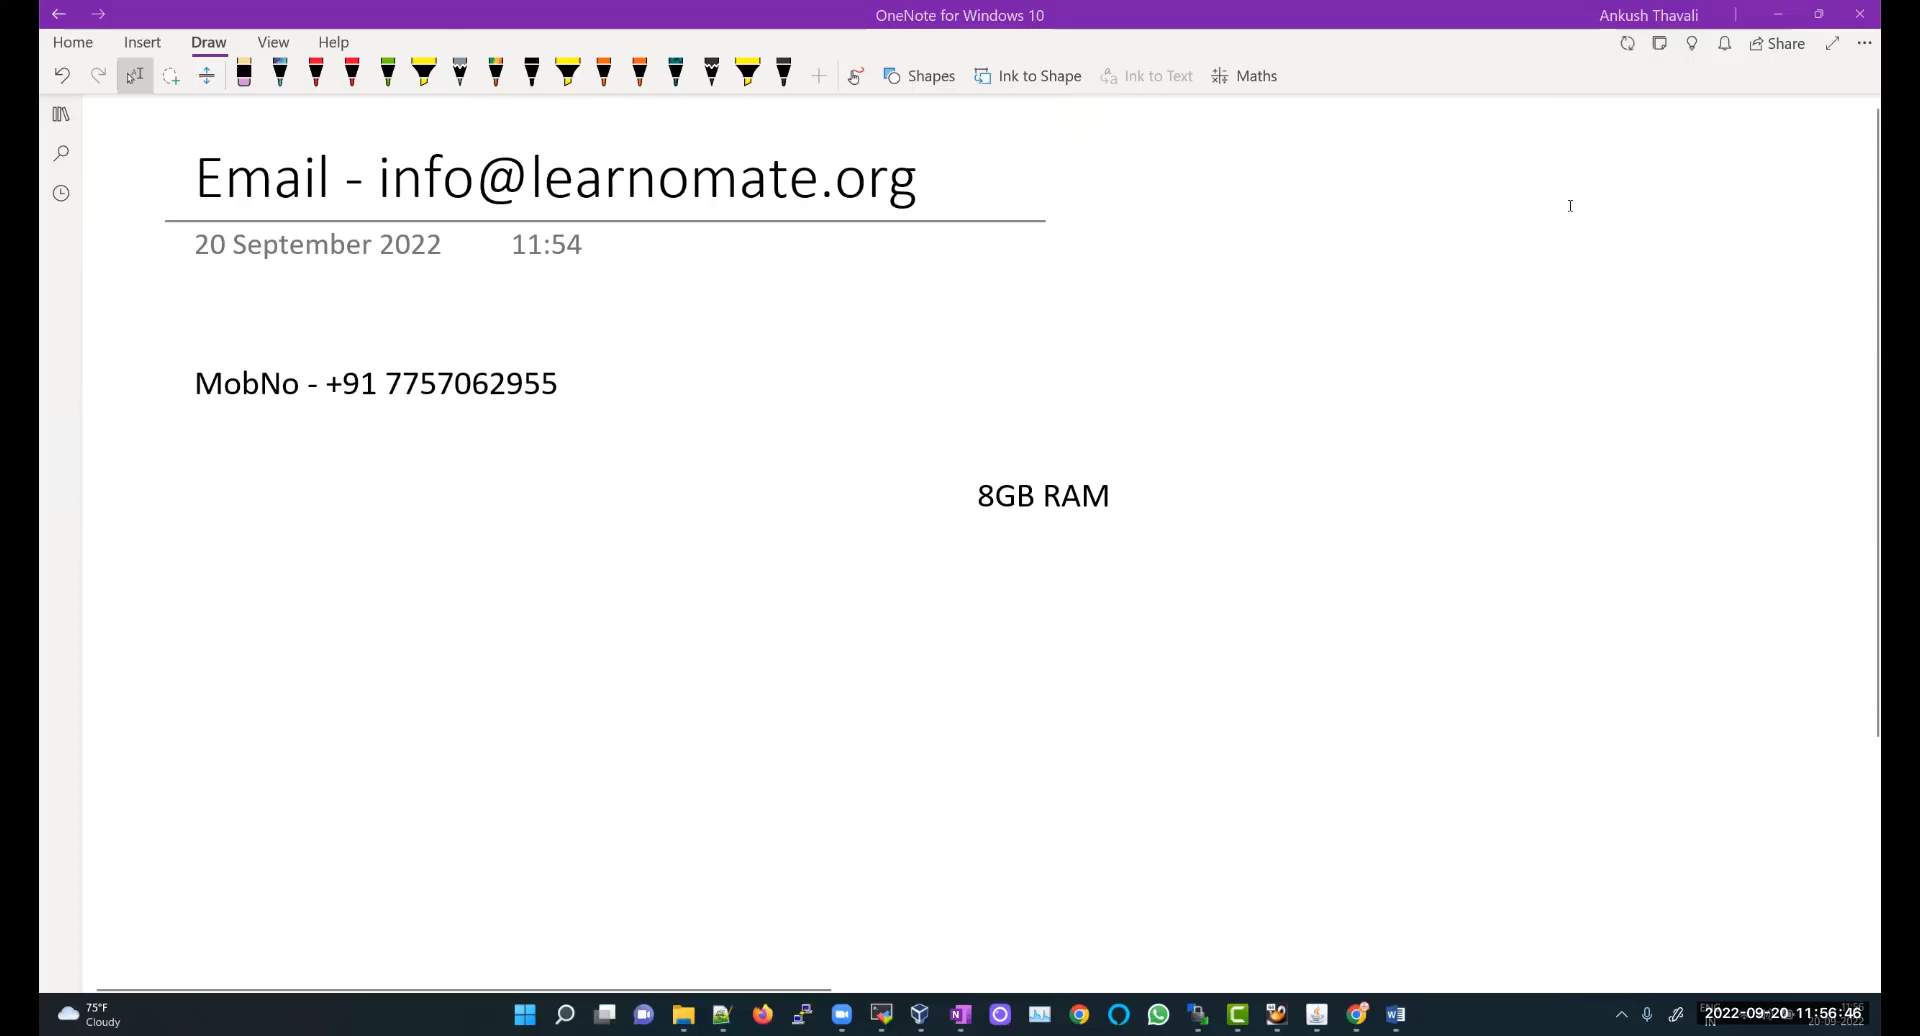 OneNote for Windows 10
Ankush Thavali
Home Insert Draw View Help
Share
Shapes Ink to Shape Ink to Text Maths
Email - info@learnomate.org
20 September 2022 11:54
MobNo - +91 7757062955
8GB RAM
75°F
Cloudy
2022-09-20 11:56:46